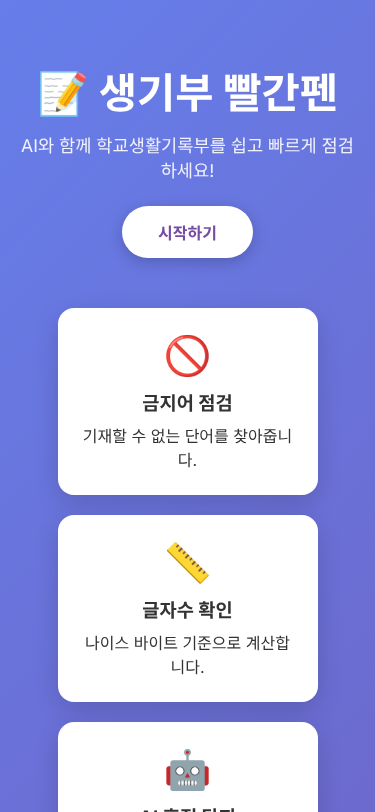 📝 생기부 빨간펜
AI와 함께 학교생활기록부를 쉽고 빠르게 점검
하세요!
시작하기
금지어 점검
기재할 수 없는 단어를 찾아줍니
다.
글자수 확인
나이스 바이트 기준으로 계산합
니다.